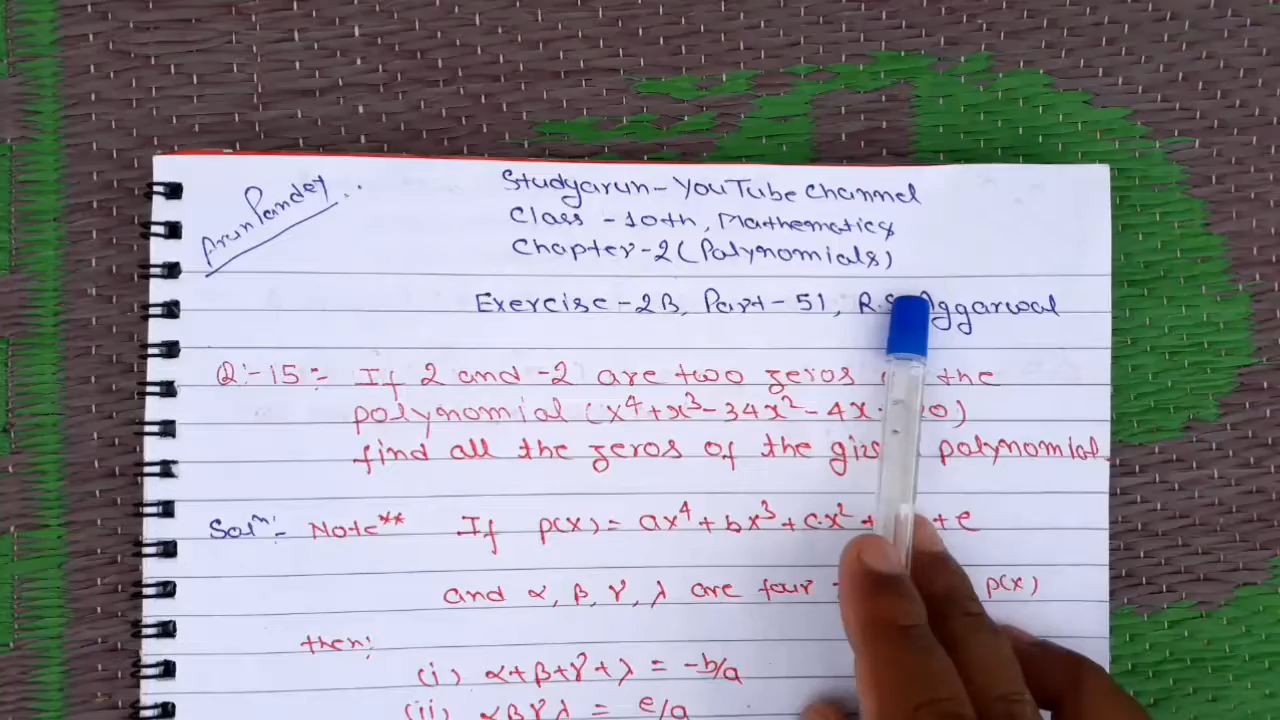 Arun Pandey..
Studyarun - YouTube Channel
Class - 10th, Mathematics
Chapter - 2 (Polynomials)
Exercise - 2B, Part - 51, R.S Aggarwal
Q:-15:- If 2 and -2 are two zeros the
polynomial (x⁴+x³-34x²-4x 0)
find all the zeros of the polynomial.
Solⁿ:- Note** If p(x) = ax⁴+bx³+cx²+ +e
and α, β, γ, λ are four p(x)
then:
(i) α+β+γ+λ = -b/a
(ii) αβγλ = e/a